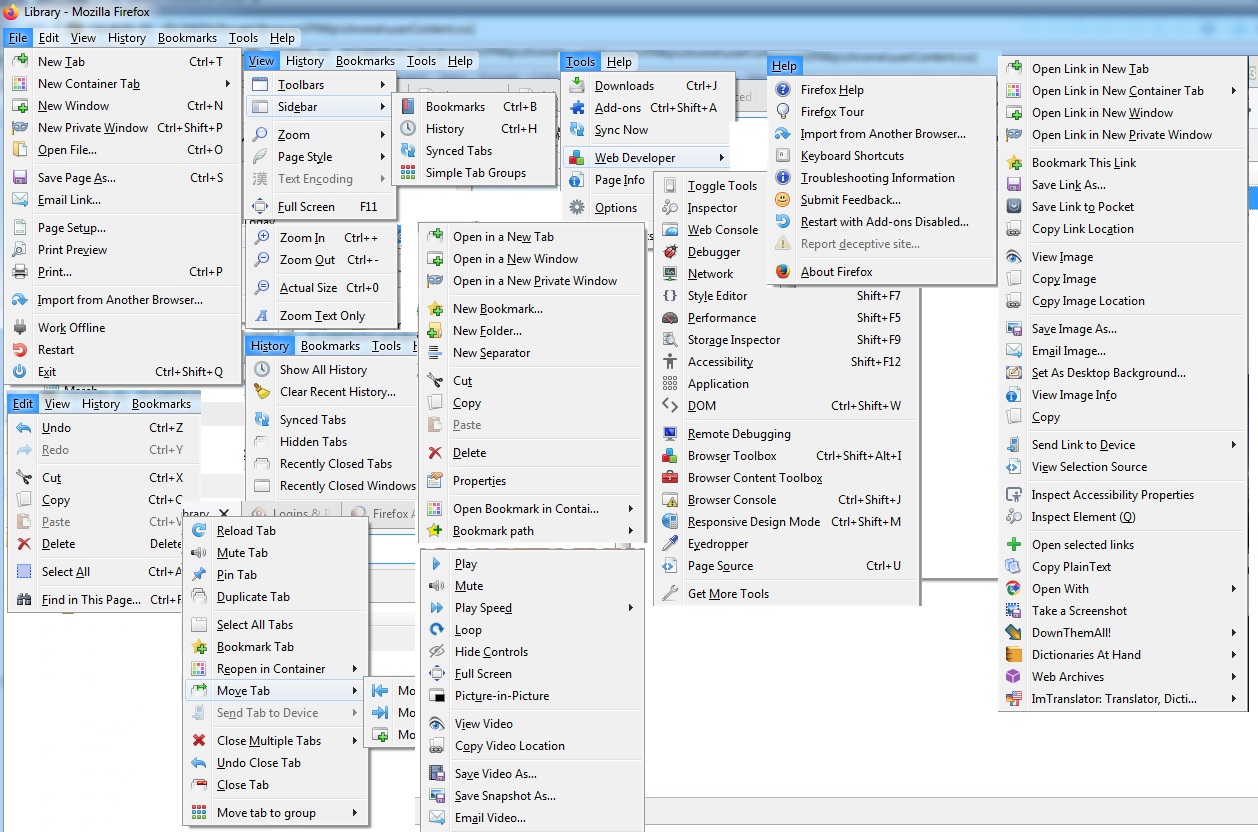 Library - Mozilla Firefox
File Edit View History Bookmarks Tools Help
New Tab Ctrl+T
New Container Tab
New Window Ctrl+N
New Private Window Ctrl+Shift+P
Open File... Ctrl+O
Save Page As... Ctrl+S
Email Link...
Page Setup...
Print Preview
Print... Ctrl+P
Import from Another Browser...
Work Offline
Restart
Exit Ctrl+Shift+Q
Edit View History Bookmarks
Undo Ctrl+Z
Redo Ctrl+Y
Cut Ctrl+X
Copy Ctrl+C
Paste
Delete Delete
Select All
Find in This Page...
View History Bookmarks Tools Help
Toolbars
Sidebar
Zoom
Page Style
漢 Text Encoding
Full Screen F11
Bookmarks Ctrl+B
History Ctrl+H
Synced Tabs
Simple Tab Groups
Zoom In Ctrl++
Zoom Out Ctrl+-
Actual Size Ctrl+0
Zoom Text Only
History Bookmarks Tools
Show All History
Clear Recent History...
Synced Tabs
Hidden Tabs
Recently Closed Tabs
Recently Closed Windows
Logins &
Firefox
Reload Tab
Mute Tab
Pin Tab
Duplicate Tab
Select All Tabs
Bookmark Tab
Reopen in Container
Move Tab
Send Tab to Device
Close Multiple Tabs
Undo Close Tab
Close Tab
Move tab to group
Mo
Mo
Mo
Open in a New Tab
Open in a New Window
Open in a New Private Window
New Bookmark...
New Folder...
New Separator
Cut
Copy
Paste
Delete
Properties
Open Bookmark in Contai...
Bookmark path
Play
Mute
Play Speed
Loop
Hide Controls
Full Screen
Picture-in-Picture
View Video
Copy Video Location
Save Video As...
Save Snapshot As...
Email Video...
Tools Help
Downloads Ctrl+J
Add-ons Ctrl+Shift+A
Sync Now
Web Developer
Page Info
Options
Toggle Tools
Inspector
Web Console
Debugger
Network
Style Editor Shift+F7
Performance Shift+F5
Storage Inspector Shift+F9
Accessibility Shift+F12
Application
DOM Ctrl+Shift+W
Remote Debugging
Browser Toolbox Ctrl+Shift+Alt+I
Browser Content Toolbox
Browser Console Ctrl+Shift+J
Responsive Design Mode Ctrl+Shift+M
Eyedropper
Page Source Ctrl+U
Get More Tools
Help
Firefox Help
Firefox Tour
Import from Another Browser...
Keyboard Shortcuts
Troubleshooting Information
Submit Feedback...
Restart with Add-ons Disabled...
Report deceptive site...
About Firefox
Open Link in New Tab
Open Link in New Container Tab
Open Link in New Window
Open Link in New Private Window
Bookmark This Link
Save Link As...
Save Link to Pocket
Copy Link Location
View Image
Copy Image
Copy Image Location
Save Image As...
Email Image...
Set As Desktop Background...
View Image Info
Copy
Send Link to Device
View Selection Source
Inspect Accessibility Properties
Inspect Element (Q)
Open selected links
Copy PlainText
Open With
Take a Screenshot
DownThemAll!
Dictionaries At Hand
Web Archives
ImTranslator: Translator, Dicti...